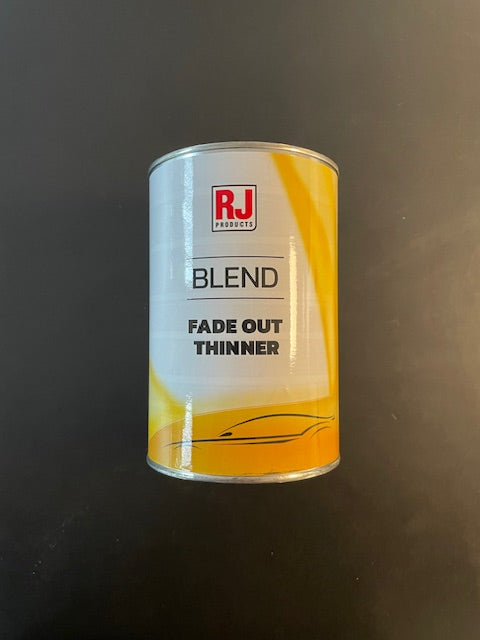 RJ
PRODUCTS
BLEND
FADE OUT
THINNER